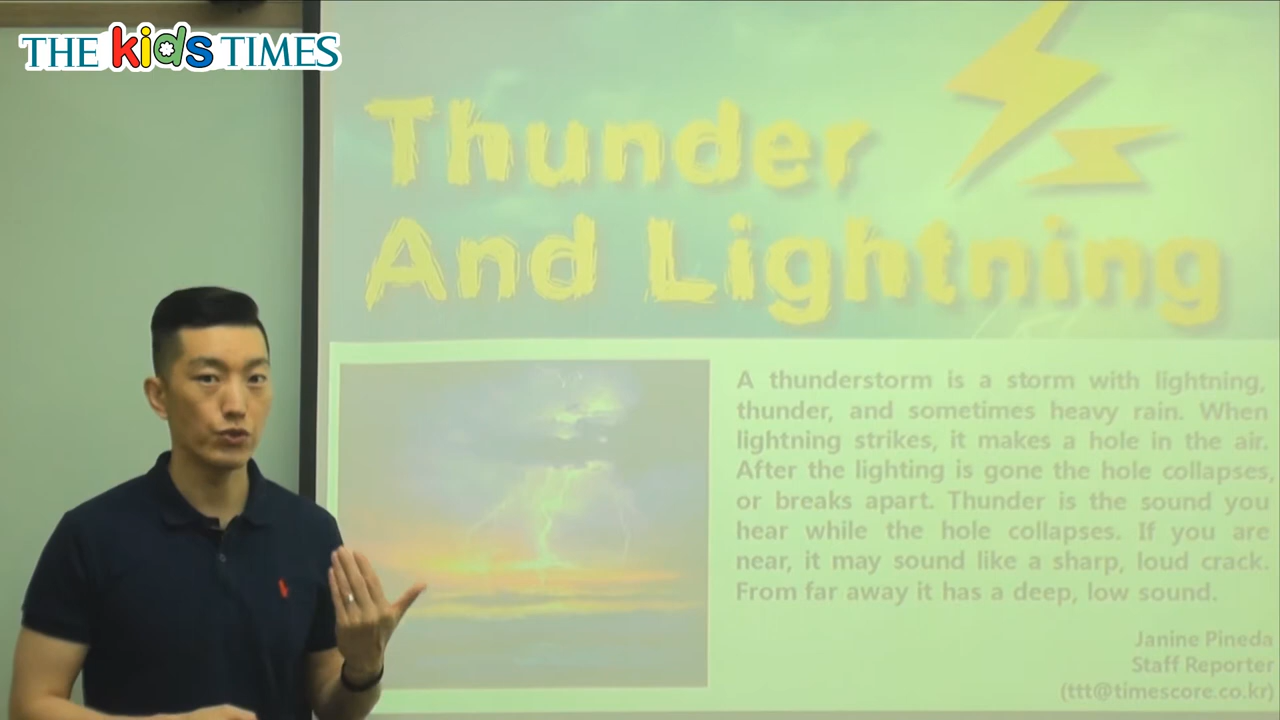 THE kids TIMES
Thunder
And Lightning
A thunderstorm is a storm with lightning,
thunder, and sometimes heavy rain. When
lightning strikes, it makes a hole in the air.
After the lighting is gone the hole collapses,
or breaks apart. Thunder is the sound you
hear while the hole collapses. If you are
near, it may sound like a sharp, loud crack.
From far away it has a deep, low sound.
Janine Pineda
Staff Reporter
(ttt@timescore.co.kr)